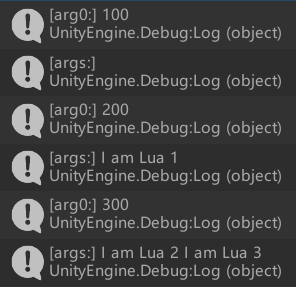 [arg0:] 100
UnityEngine.Debug:Log (object)
[args:]
UnityEngine.Debug:Log (object)
[arg0:] 200
UnityEngine.Debug:Log (object)
[args:] I am Lua 1
UnityEngine.Debug:Log (object)
[arg0:] 300
UnityEngine.Debug:Log (object)
[args:] I am Lua 2 I am Lua 3
UnityEngine.Debug:Log (object)